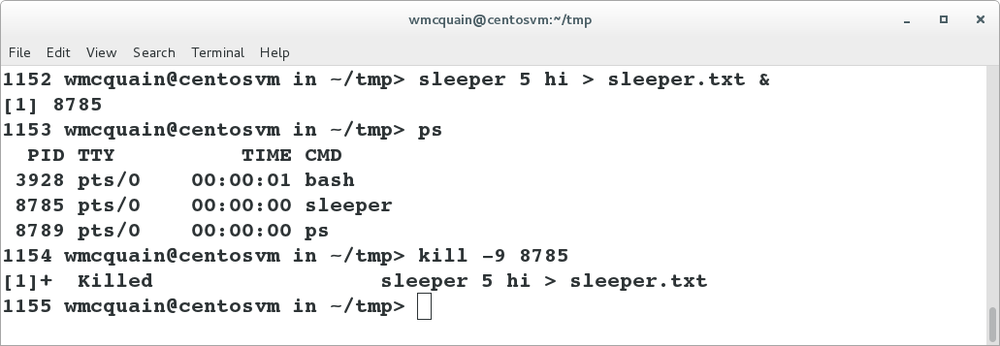 wmcquain@centosvm:~/tmp
File Edit View Search Terminal Help
1152 wmcquain@centosvm in ~/tmp> sleeper 5 hi > sleeper.txt &
[1] 8785
1153 wmcquain@centosvm in ~/tmp> ps
  PID TTY          TIME CMD
 3928 pts/0    00:00:01 bash
 8785 pts/0    00:00:00 sleeper
 8789 pts/0    00:00:00 ps
1154 wmcquain@centosvm in ~/tmp> kill -9 8785
[1]+  Killed                  sleeper 5 hi > sleeper.txt
1155 wmcquain@centosvm in ~/tmp>